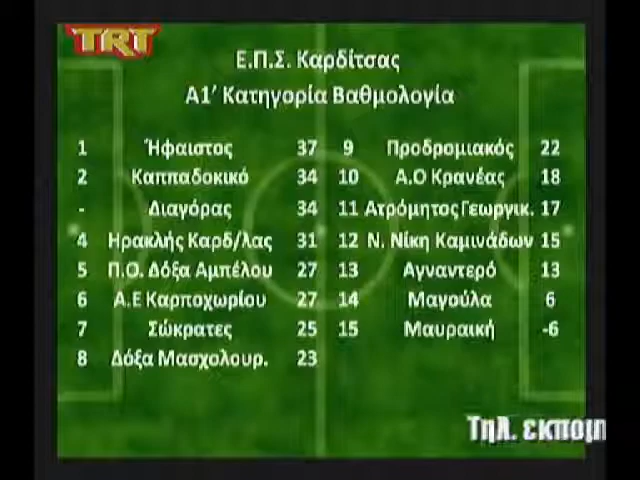 TRT
Ε.Π.Σ. Καρδίτσας
Α1' Κατηγορία Βαθμολογία
1 Ήφαιστος 37 9 Προδρομιακός 22
2 Καππαδοκικό 34 10 Α.Ο Κρανέας 18
- Διαγόρας 34 11 Ατρόμητος Γεωργικ. 17
4 Ηρακλής Καρδ/λας 31 12 Ν. Νίκη Καμινάδων 15
5 Π.Ο. Δόξα Αμπέλου 27 13 Αγναντερό 13
6 Α.Ε Καρποχωρίου 27 14 Μαγούλα 6
7 Σώκρατες 25 15 Μαυραική -6
8 Δόξα Μασχολουρ. 23
Τηλ.